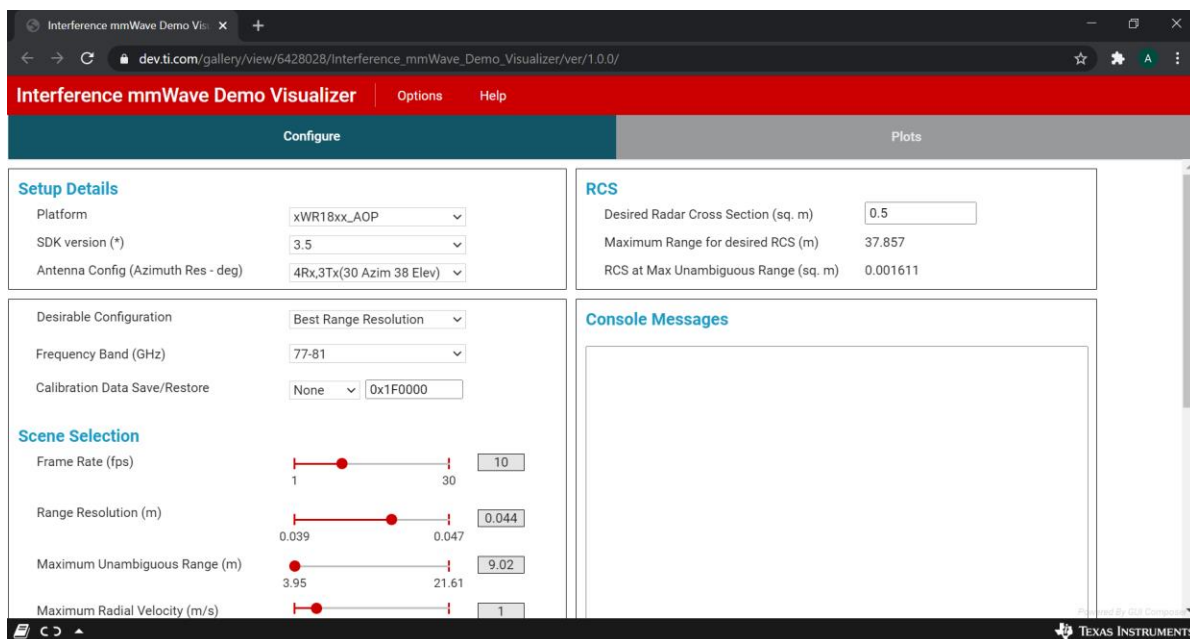 Interference mmWave Demo Vis
dev.ti.com/gallery/view/6428028/Interference_mmWave_Demo_Visualizer/ver/1.0.0/
A
Interference mmWave Demo Visualizer Options Help
Configure Plots
Setup Details
Platform xWR18xx_AOP
SDK version (*) 3.5
Antenna Config (Azimuth Res - deg) 4Rx,3Tx(30 Azim 38 Elev)
RCS
Desired Radar Cross Section (sq. m) 0.5
Maximum Range for desired RCS (m) 37.857
RCS at Max Unambiguous Range (sq. m) 0.001611
Desirable Configuration Best Range Resolution
Frequency Band (GHz) 77-81
Calibration Data Save/Restore None 0x1F0000
Scene Selection
Frame Rate (fps) 10
1 30
Range Resolution (m) 0.044
0.039 0.047
Maximum Unambiguous Range (m) 9.02
3.95 21.61
Maximum Radial Velocity (m/s) 1
Console Messages
Powered By GUI Composer
TEXAS INSTRUMENTS